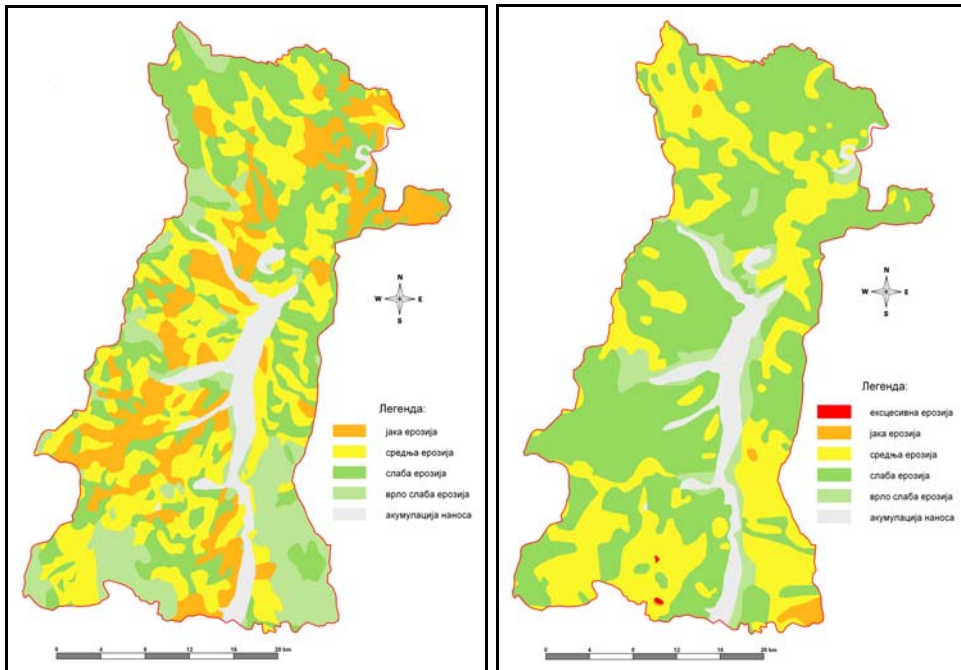 N
W E
S
Легенда:
јака ерозија
средња ерозија
слаба ерозија
врло слаба ерозија
акумулација наноса
0 4 8 12 16 20 km
N
W E
S
Легенда:
ексцесивна ерозија
јака ерозија
средња ерозија
слаба ерозија
врло слаба ерозија
акумулација наноса
0 4 8 12 16 20 km